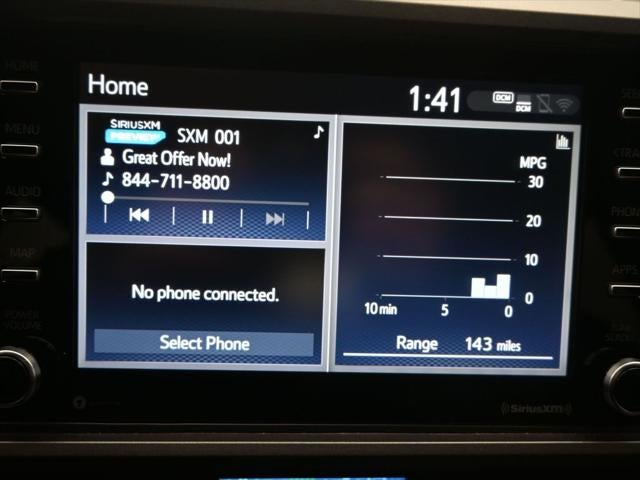 Home
1:41
DCM
DCM
HOME
MENU
AUDIO
MAP
POWER
VOLUME
SIRIUSXM
PREVIEW
SXM 001
Great Offer Now!
844-711-8800
No phone connected.
Select Phone
MPG
30
20
10
0
10 min
5
0
Range 143 miles
APPS
SiriusXM